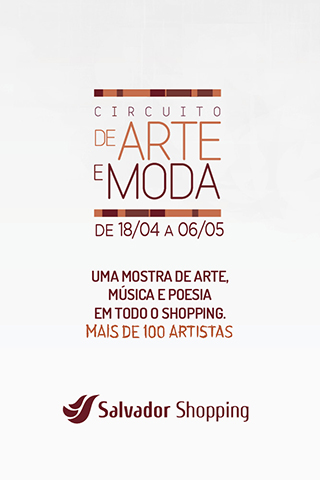 CIRCUITO
DE ARTE
E MODA
DE 18/04 A 06/05
UMA MOSTRA DE ARTE,
MÚSICA E POESIA
EM TODO O SHOPPING.
MAIS DE 100 ARTISTAS
Salvador Shopping